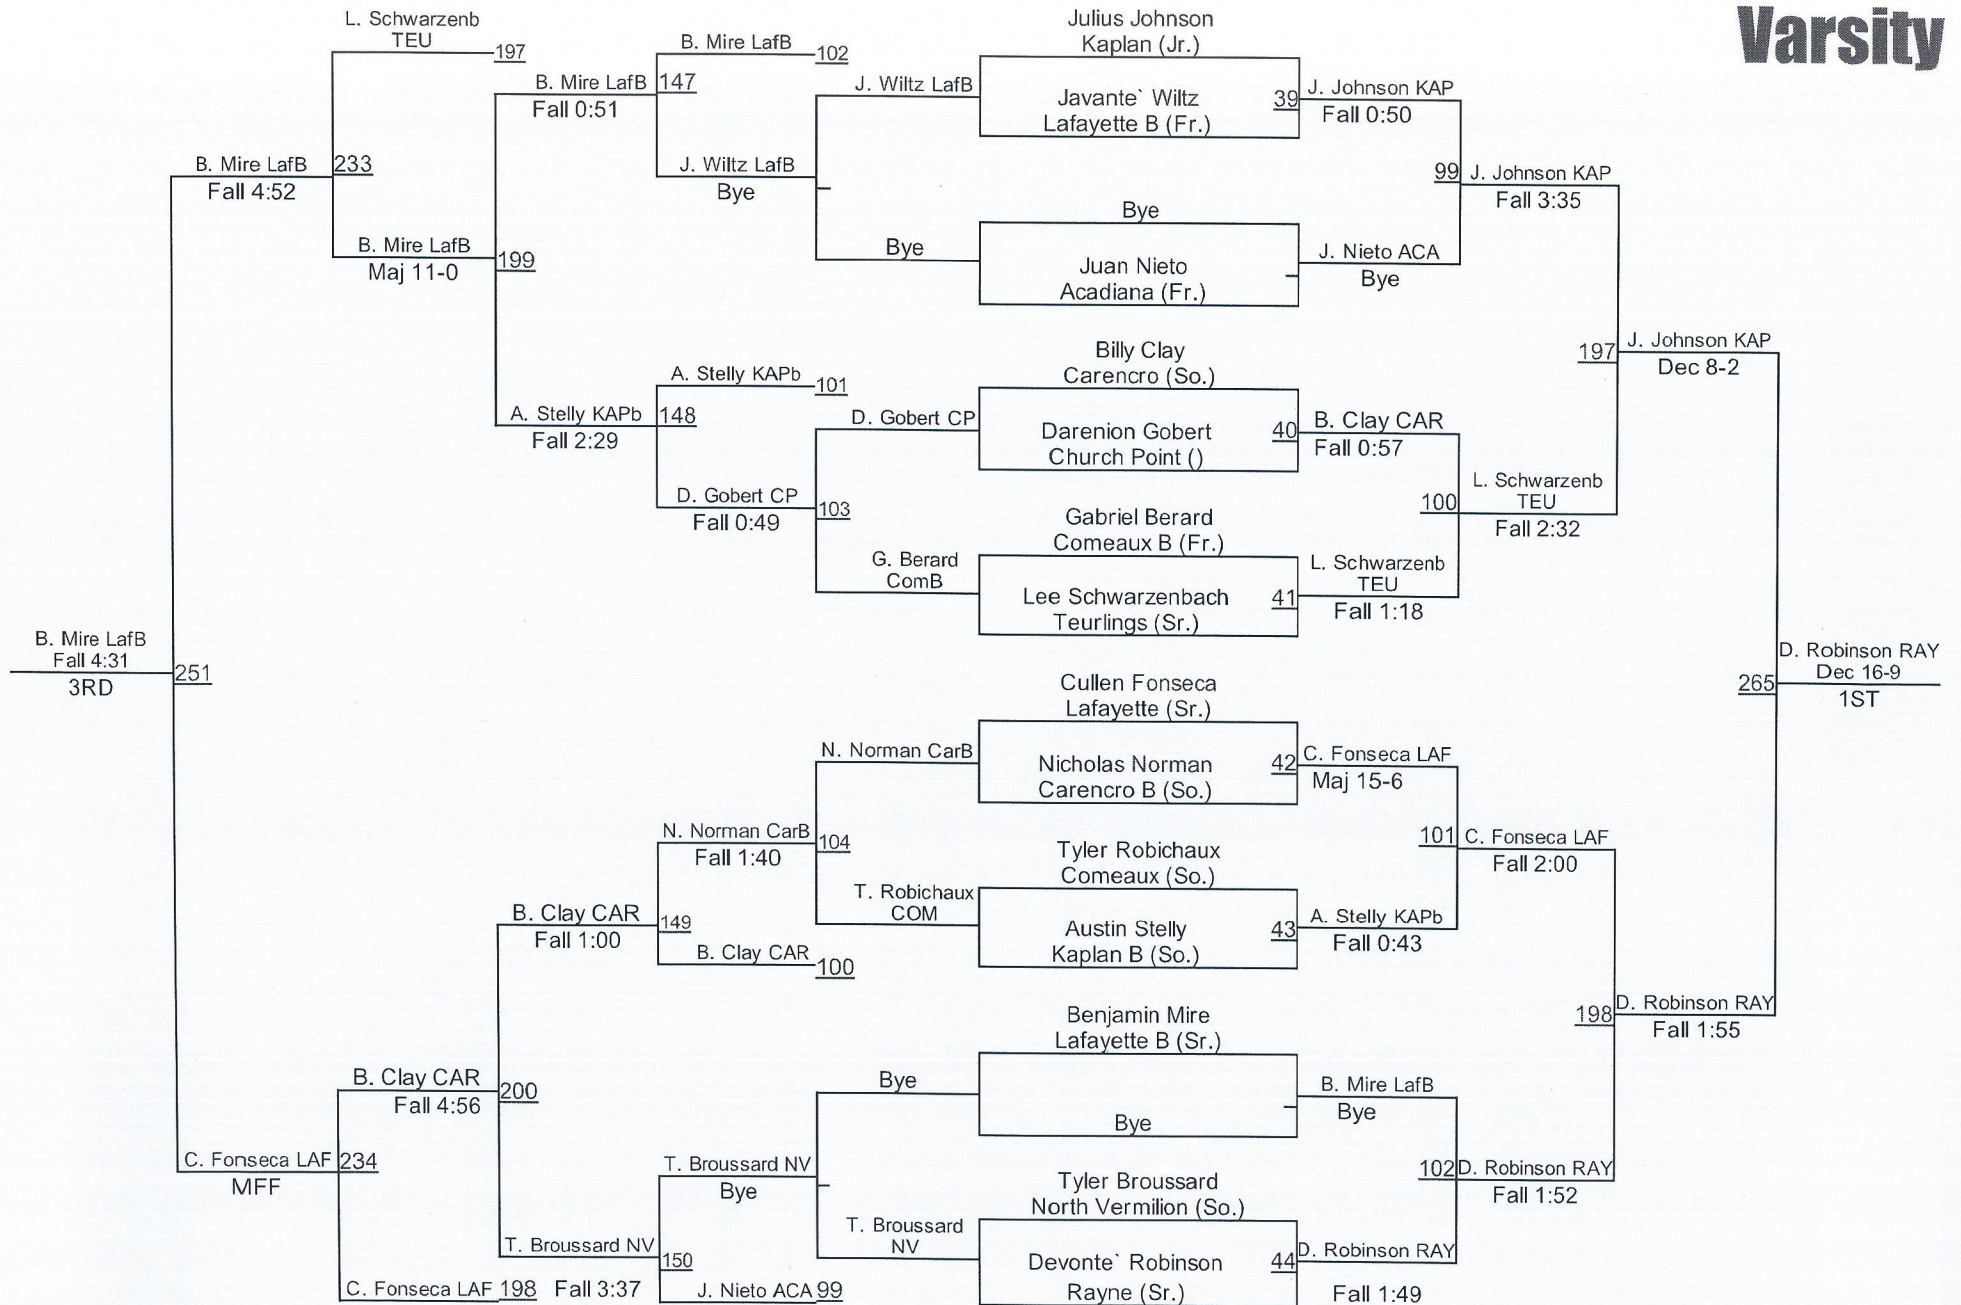 Varsity
L. Schwarzenb
TEU
197
B. Mire LafB
Fall 4:52
233
B. Mire LafB
Maj 11-0
B. Mire LafB
Fall 0:51
199
B. Mire LafB
102
147
J. Wiltz LafB
Bye
A. Stelly KAPb
Fall 2:29
A. Stelly KAPb
101
148
D. Gobert CP
Fall 0:49
103
J. Wiltz LafB
Bye
D. Gobert CP
G. Berard
ComB
Julius Johnson
Kaplan (Jr.)
Javante` Wiltz
Lafayette B (Fr.)
39
Bye
Juan Nieto
Acadiana (Fr.)
Billy Clay
Carencro (So.)
Darenion Gobert
Church Point ()
40
Gabriel Berard
Comeaux B (Fr.)
Lee Schwarzenbach
Teurlings (Sr.)
41
J. Johnson KAP
Fall 0:50
J. Nieto ACA
Bye
99
J. Johnson KAP
Fall 3:35
B. Clay CAR
Fall 0:57
L. Schwarzenb
TEU
Fall 1:18
100
L. Schwarzenb
TEU
Fall 2:32
197
J. Johnson KAP
Dec 8-2
B. Mire LafB
Fall 4:31
3RD
251
D. Robinson RAY
Dec 16-9
265
1ST
Cullen Fonseca
Lafayette (Sr.)
Nicholas Norman
Carencro B (So.)
42
Tyler Robichaux
Comeaux (So.)
Austin Stelly
Kaplan B (So.)
43
Benjamin Mire
Lafayette B (Sr.)
Bye
Tyler Broussard
North Vermilion (So.)
Devonte` Robinson
Rayne (Sr.)
44
C. Fonseca LAF
Maj 15-6
A. Stelly KAPb
Fall 0:43
101
C. Fonseca LAF
Fall 2:00
B. Mire LafB
Bye
D. Robinson RAY
Fall 1:49
102
D. Robinson RAY
Fall 1:52
198
D. Robinson RAY
Fall 1:55
N. Norman CarB
T. Robichaux
COM
Bye
T. Broussard
NV
N. Norman CarB
Fall 1:40
104
B. Clay CAR
Fall 1:00
149
B. Clay CAR
100
B. Clay CAR
Fall 4:56
200
T. Broussard NV
Bye
C. Fonseca LAF
MFF
234
T. Broussard NV
Fall 3:37
150
C. Fonseca LAF
198
J. Nieto ACA
99